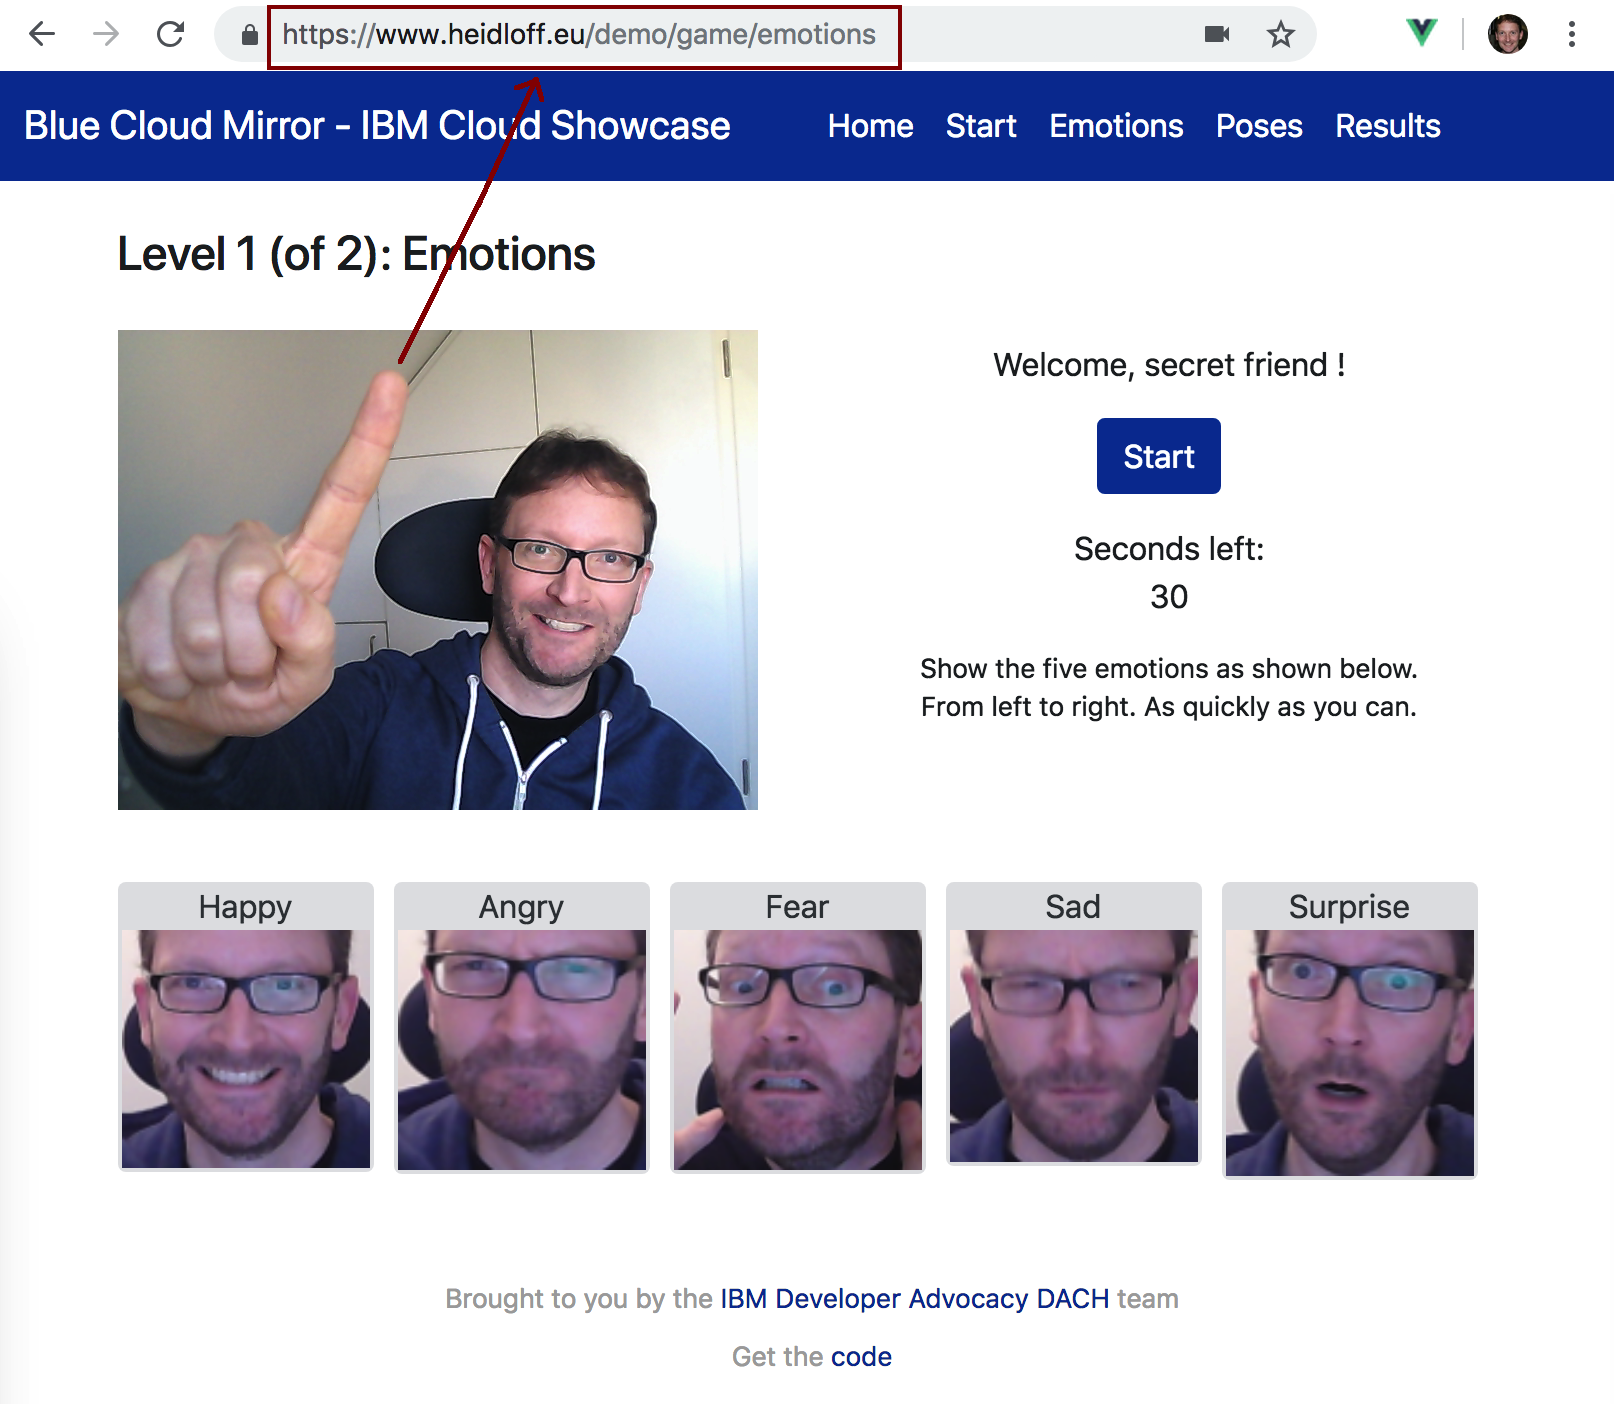 https://www.heidloff.eu/demo/game/emotions
Blue Cloud Mirror - IBM Cloud Showcase
Home Start Emotions Poses Results
Level 1 (of 2): Emotions
Welcome, secret friend !
Start
Seconds left:
30
Show the five emotions as shown below.
From left to right. As quickly as you can.
Happy Angry Fear Sad Surprise
Brought to you by the IBM Developer Advocacy DACH team
Get the code